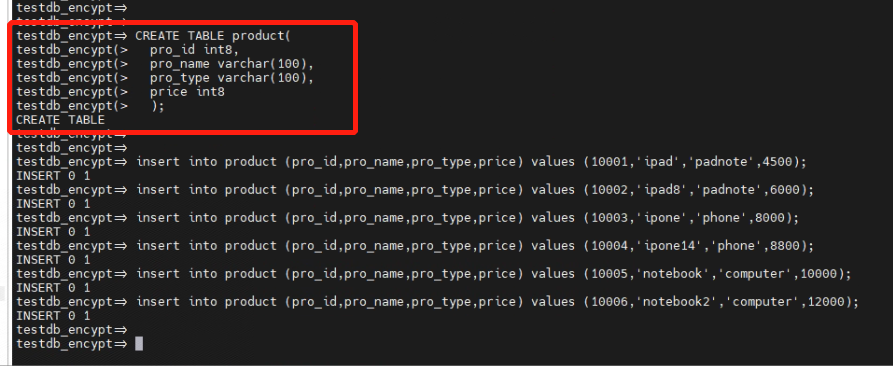 testdb_encypt=>
testdb_encypt=>
testdb_encypt=> CREATE TABLE product(
testdb_encypt(>   pro_id int8,
testdb_encypt(>   pro_name varchar(100),
testdb_encypt(>   pro_type varchar(100),
testdb_encypt(>   price int8
testdb_encypt(>   );
CREATE TABLE
testdb_encypt=>
testdb_encypt=>
testdb_encypt=> insert into product (pro_id,pro_name,pro_type,price) values (10001,'ipad','padnote',4500);
INSERT 0 1
testdb_encypt=> insert into product (pro_id,pro_name,pro_type,price) values (10002,'ipad8','padnote',6000);
INSERT 0 1
testdb_encypt=> insert into product (pro_id,pro_name,pro_type,price) values (10003,'ipone','phone',8000);
INSERT 0 1
testdb_encypt=> insert into product (pro_id,pro_name,pro_type,price) values (10004,'ipone14','phone',8800);
INSERT 0 1
testdb_encypt=> insert into product (pro_id,pro_name,pro_type,price) values (10005,'notebook','computer',10000);
INSERT 0 1
testdb_encypt=> insert into product (pro_id,pro_name,pro_type,price) values (10006,'notebook2','computer',12000);
INSERT 0 1
testdb_encypt=>
testdb_encypt=>